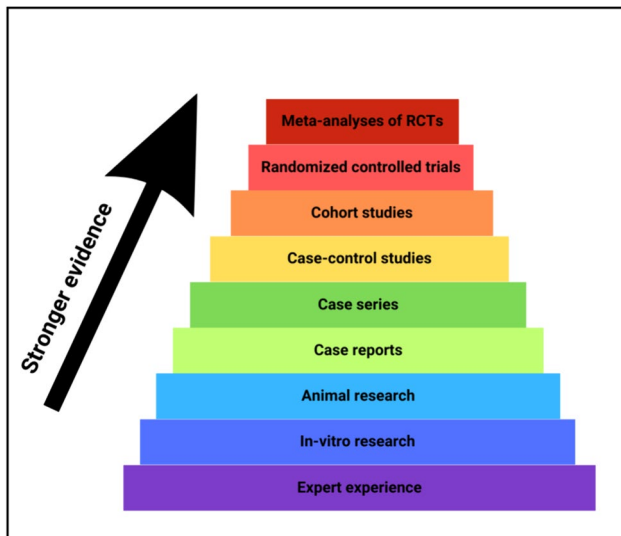 Meta-analyses of RCTs
Randomized controlled trials
Cohort studies
Case-control studies
Case series
Case reports
Animal research
In-vitro research
Expert experience
Stronger evidence